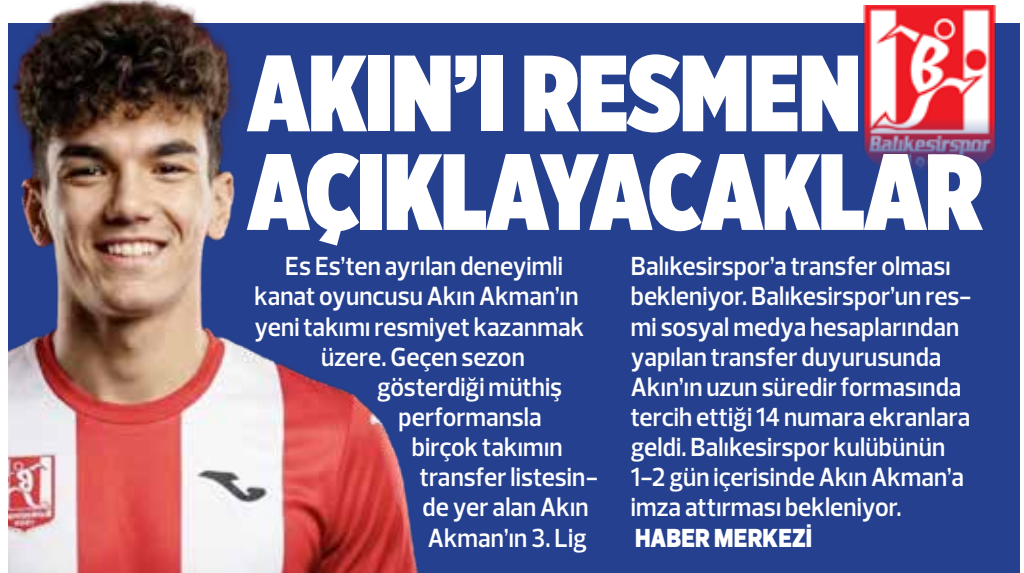 AKIN’I RESMEN
AÇIKLAYACAKLAR
Balıkesirspor
Es Es’ten ayrılan deneyimli
kanat oyuncusu Akın Akman’ın
yeni takımı resmiyet kazanmak
üzere. Geçen sezon
gösterdiği müthiş
performansla
birçok takımın
transfer listesin-
de yer alan Akın
Akman’ın 3. Lig
Balıkesirspor’a transfer olması
bekleniyor. Balıkesirspor’un res-
mi sosyal medya hesaplarından
yapılan transfer duyurusunda
Akın’ın uzun süredir formasında
tercih ettiği 14 numara ekranlara
geldi. Balıkesirspor kulübünün
1-2 gün içerisinde Akın Akman’a
imza attırması bekleniyor.
HABER MERKEZİ